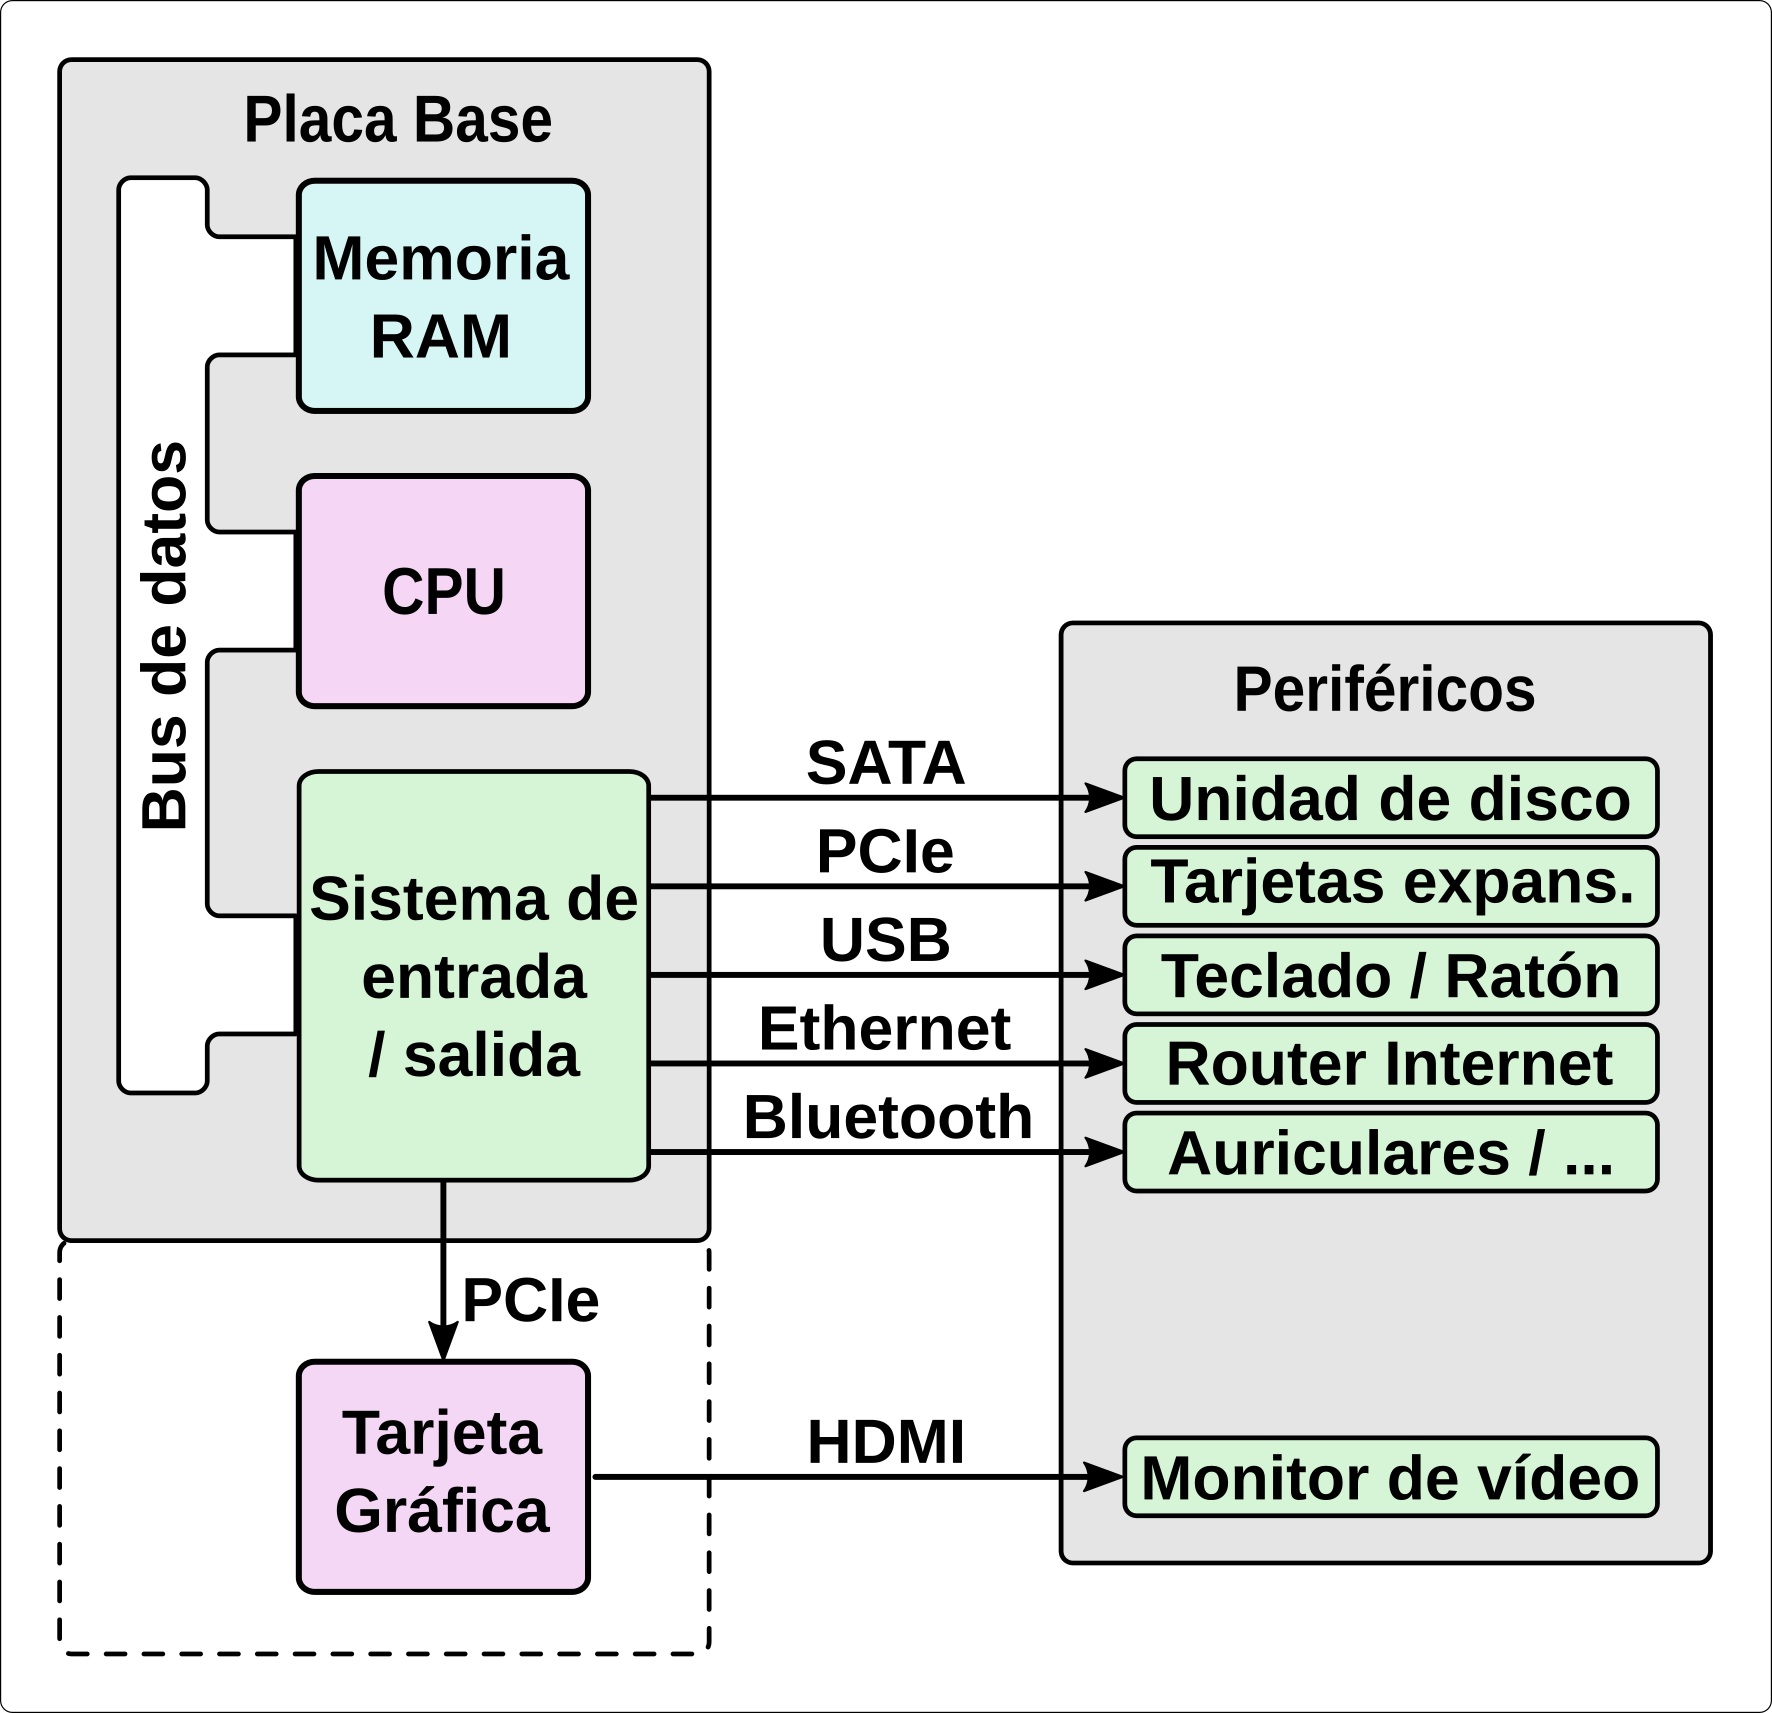 Placa Base
Memoria
RAM
Bus de datos
CPU
Sistema de
entrada
/ salida
SATA
PCIe
USB
Ethernet
Bluetooth
Periféricos
Unidad de disco
Tarjetas expans.
Teclado / Ratón
Router Internet
Auriculares / ...
PCIe
Tarjeta
Gráfica
HDMI
Monitor de vídeo